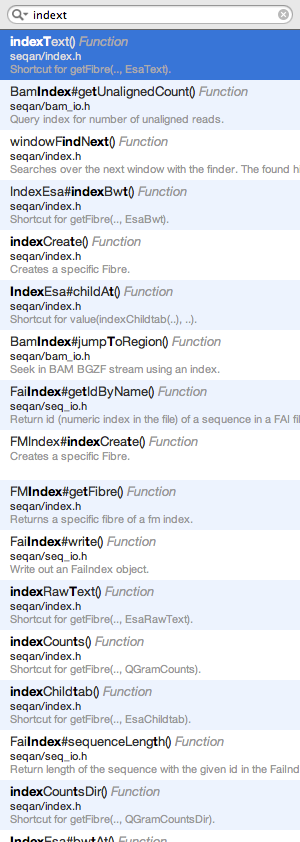 indext
indexText() Function
seqan/index.h
Shortcut for getFibre(.., EsaText).
BamIndex#getUnalignedCount() Function
seqan/bam_io.h
Query index for number of unaligned reads.
windowFindNext() Function
seqan/index.h
Searches over the next window with the finder. The found hi
IndexEsa#indexBwt() Function
seqan/index.h
Shortcut for getFibre(.., EsaBwt).
indexCreate() Function
seqan/index.h
Creates a specific Fibre.
IndexEsa#childAt() Function
seqan/index.h
Shortcut for value(indexChildtab(..), ..).
BamIndex#jumpToRegion() Function
seqan/bam_io.h
Seek in BAM BGZF stream using an index.
FaiIndex#getIdByName() Function
seqan/seq_io.h
Return id (numeric index in the file) of a sequence in a FAI fil
FMIndex#indexCreate() Function
Creates a specific Fibre.
FMIndex#getFibre() Function
seqan/index.h
Returns a specific fibre of a fm index.
FaiIndex#write() Function
seqan/seq_io.h
Write out an FaiIndex object.
indexRawText() Function
seqan/index.h
Shortcut for getFibre(.., EsaRawText).
indexCounts() Function
seqan/index.h
Shortcut for getFibre(.., QGramCounts).
indexChildtab() Function
seqan/index.h
Shortcut for getFibre(.., EsaChildtab).
FaiIndex#sequenceLength() Function
seqan/seq_io.h
Return length of the sequence with the given id in the FaiInd
indexCountsDir() Function
seqan/index.h
Shortcut for getFibre(.., QGramCountsDir).
IndexEsa#bwtAt() Function